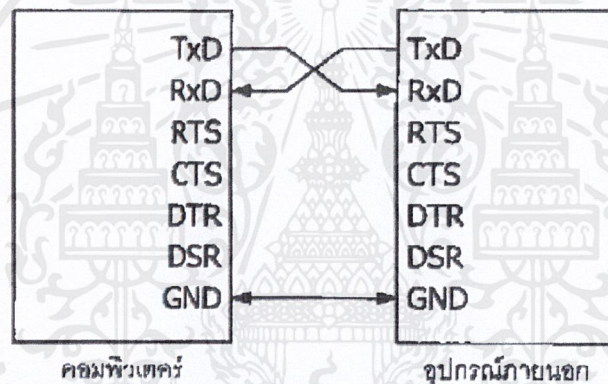 TxD TxD
RxD RxD
RTS RTS
CTS CTS
DTR DTR
DSR DSR
GND GND
คอมพิวเตอร์ อุปกรณ์ภายนอก